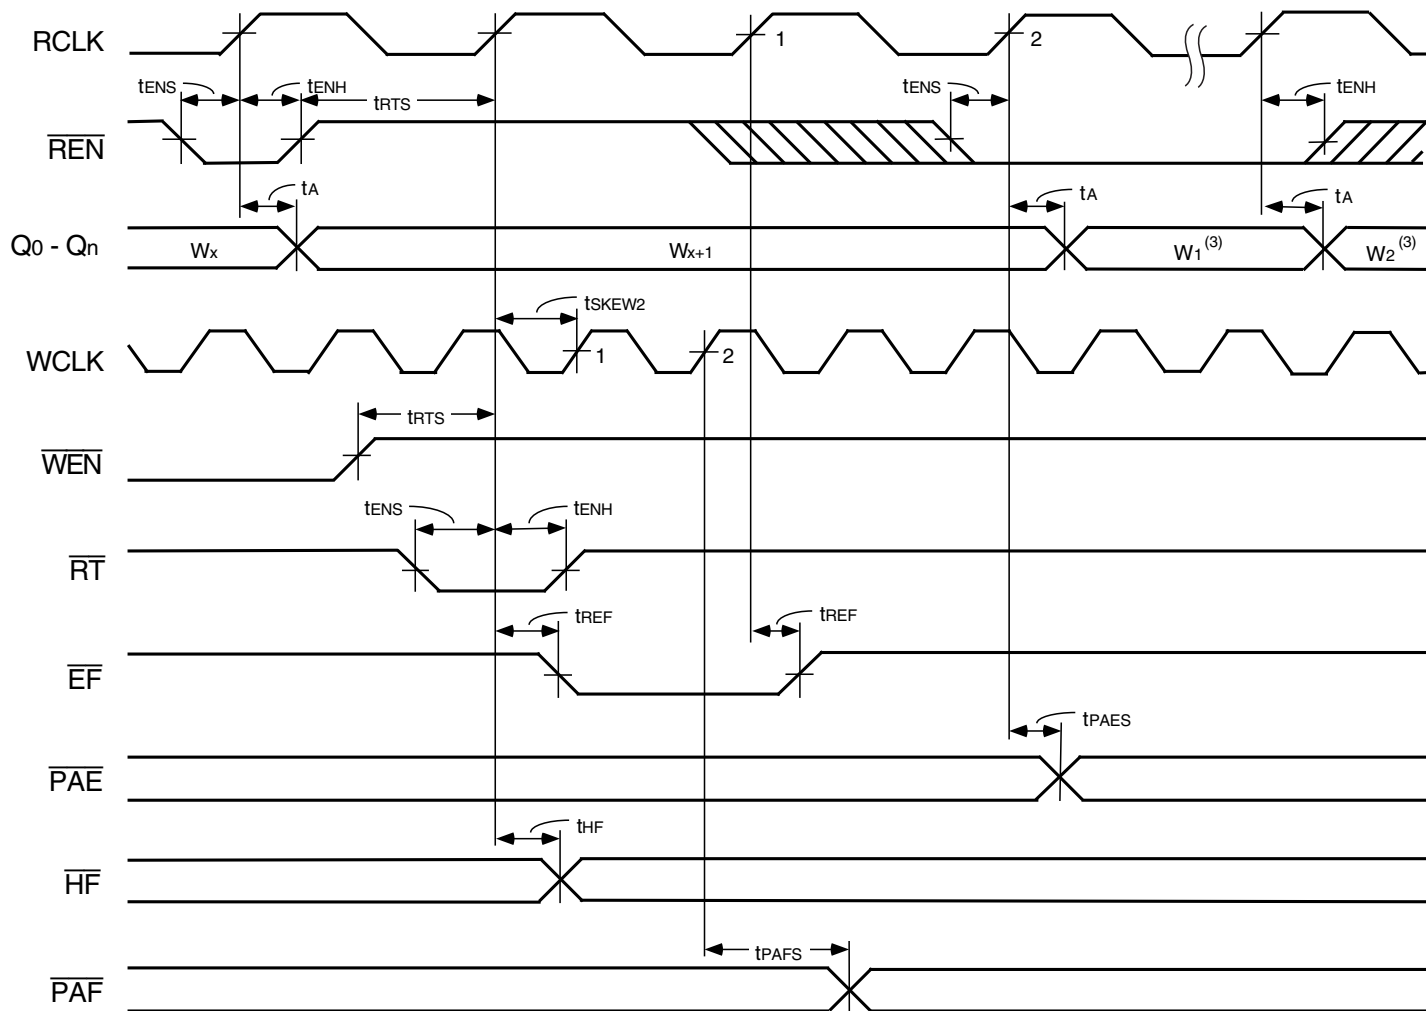 RCLK
1
2
tENS
tENH
tRTS
tENS
tENH
REN
tA
tA
tA
Q0 - Qn
Wx
Wx+1
W1(3)
W2(3)
tSKEW2
WCLK
1
2
tRTS
WEN
tENS
tENH
RT
tREF
tREF
EF
tPAES
PAE
tHF
HF
tPAFS
PAF